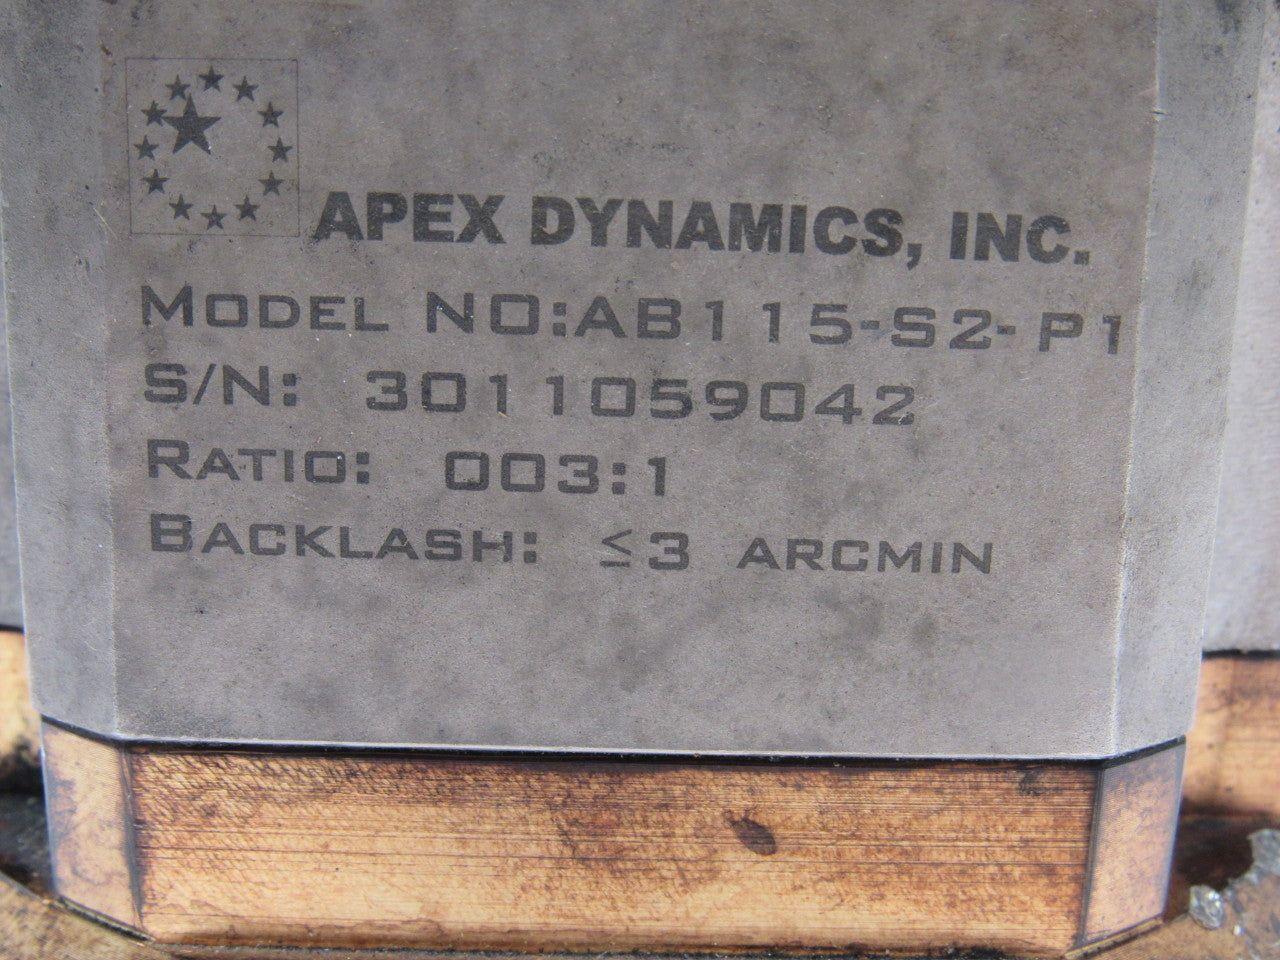 APEX DYNAMICS, INC.
MODEL NO:AB115-S2-P1
S/N: 3011059042
RATIO: 003:1
BACKLASH: ≤3 ARCMIN